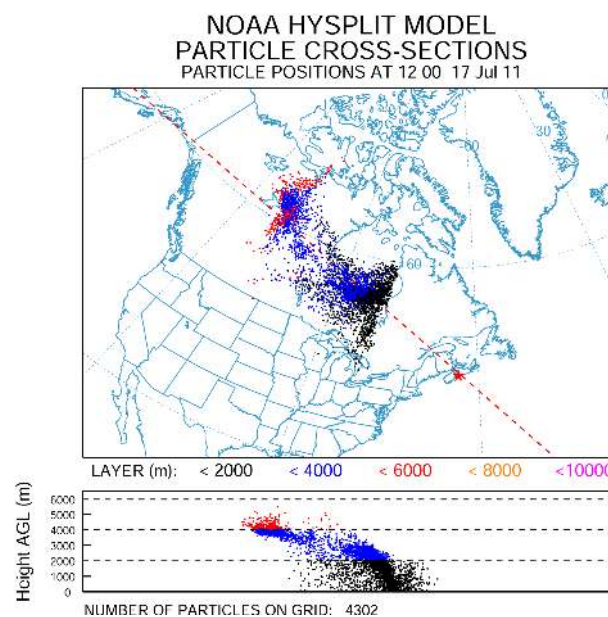 NOAA HYSPLIT MODEL
PARTICLE CROSS-SECTIONS
PARTICLE POSITIONS AT 12 00 17 Jul 11
60
30
60
LAYER (m): < 2000 < 4000 < 6000 < 8000 <10000
Height AGL (m)
6000
5000
4000
3000
2000
1000
0
NUMBER OF PARTICLES ON GRID: 4302